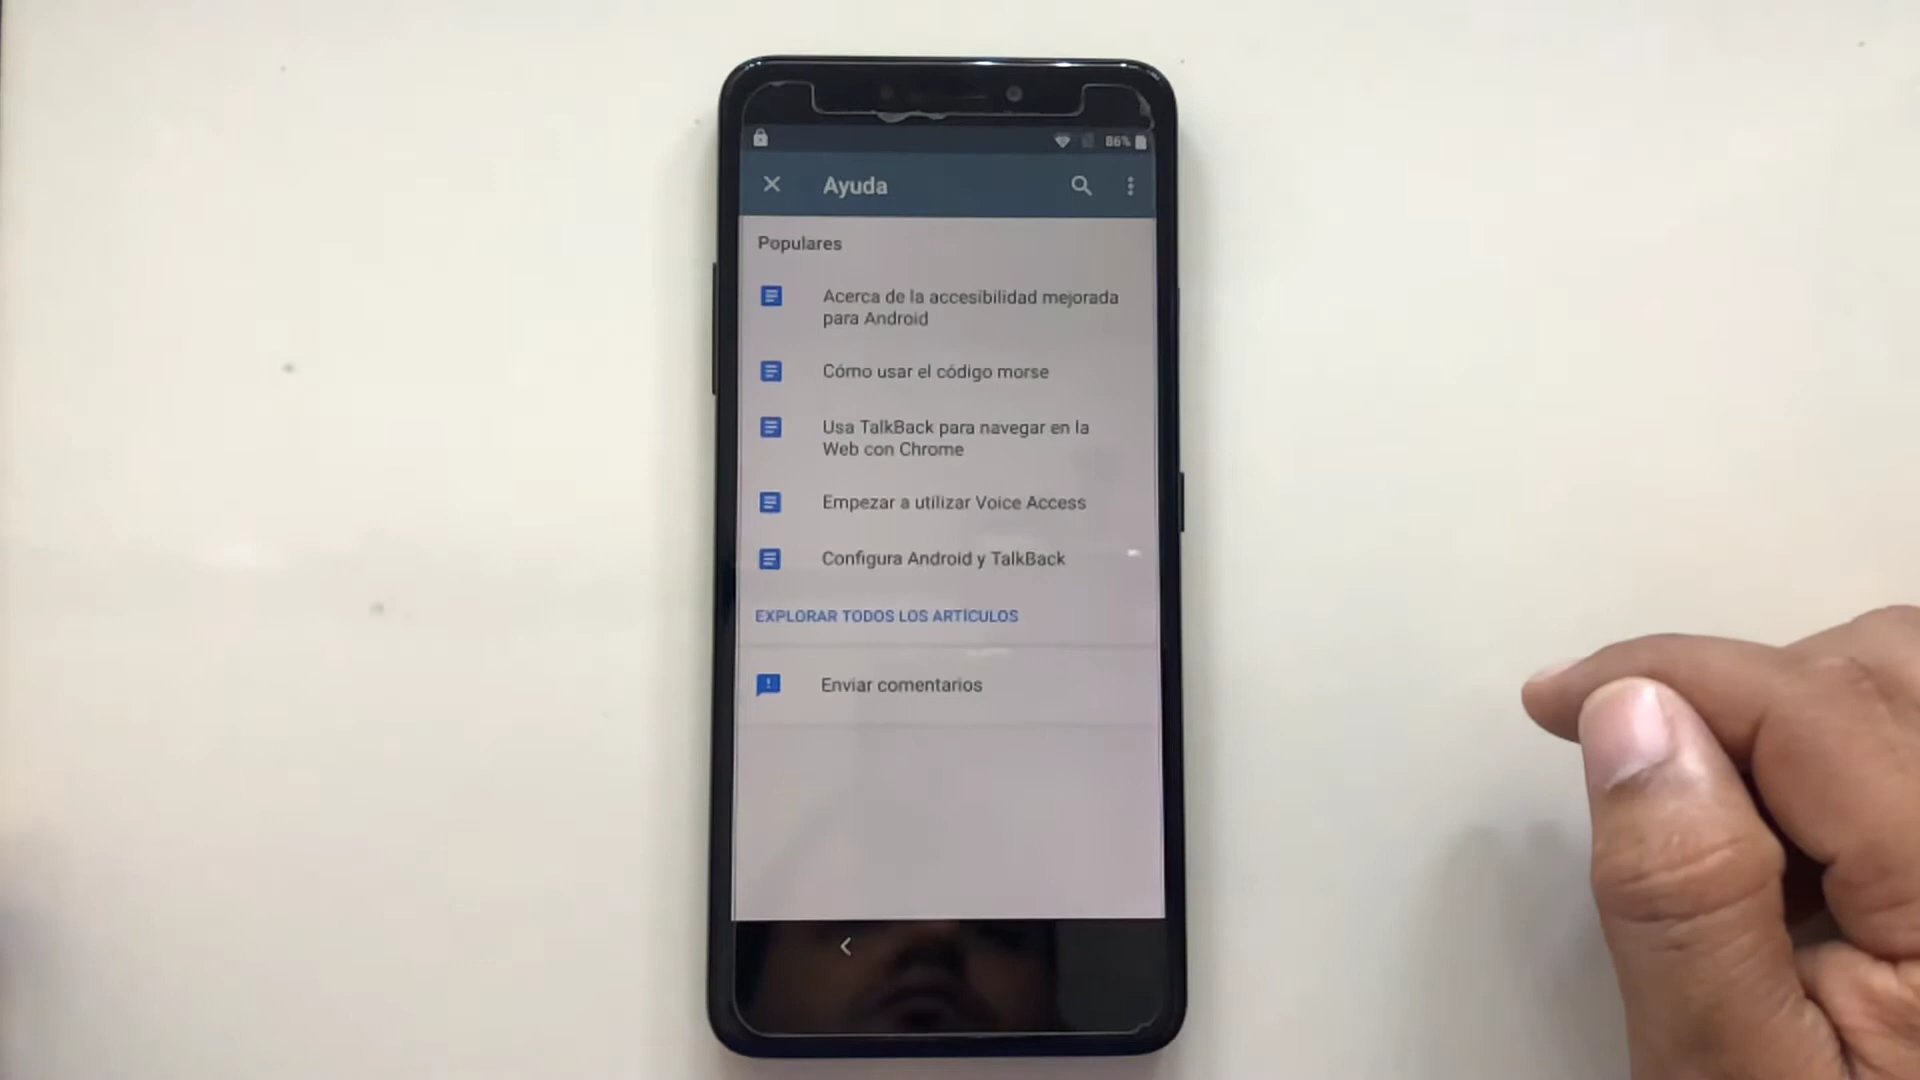 86%
Ayuda
Populares
Acerca de la accesibilidad mejorada
para Android
Cómo usar el código morse
Usa TalkBack para navegar en la
Web con Chrome
Empezar a utilizar Voice Access
Configura Android y TalkBack
EXPLORAR TODOS LOS ARTÍCULOS
Enviar comentarios